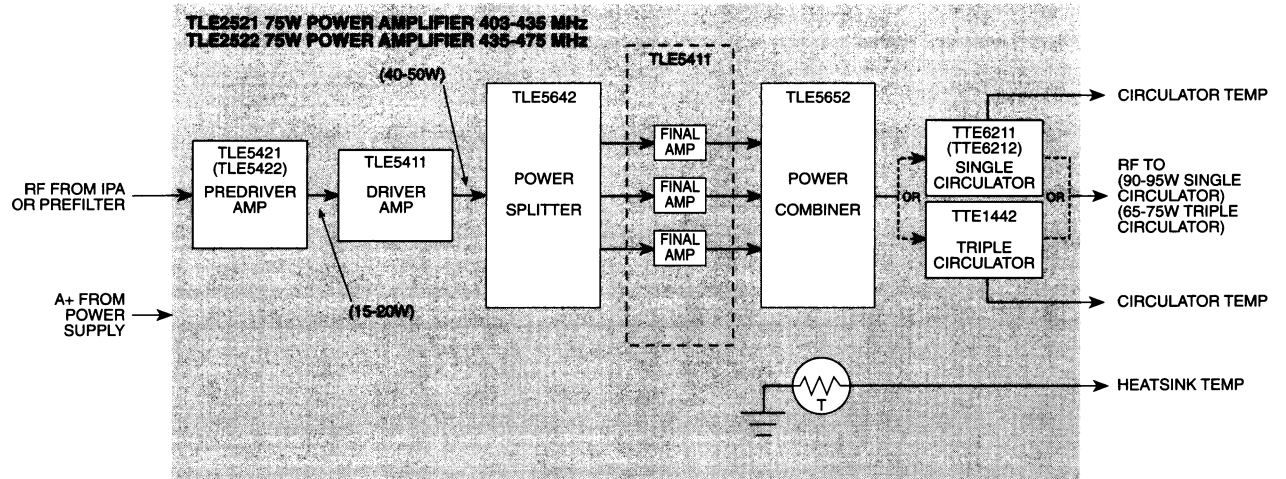 TLE2521 75W POWER AMPLIFIER 403-435 MHz
TLE2522 75W POWER AMPLIFIER 435-475 MHz
RF FROM IPA
OR PREFILTER
A+ FROM
POWER
SUPPLY
TLE5421
(TLE5422)
PREDRIVER
AMP
(15-20W)
TLE5411
DRIVER
AMP
(40-50W)
TLE5642
POWER
SPLITTER
TLE5411
FINAL
AMP
FINAL
AMP
FINAL
AMP
TLE5652
POWER
COMBINER
OR
TTE6211
(TTE6212)
SINGLE
CIRCULATOR
TTE1442
TRIPLE
CIRCULATOR
OR
CIRCULATOR TEMP
RF TO
(90-95W SINGLE
CIRCULATOR)
(65-75W TRIPLE
CIRCULATOR)
CIRCULATOR TEMP
T
HEATSINK TEMP